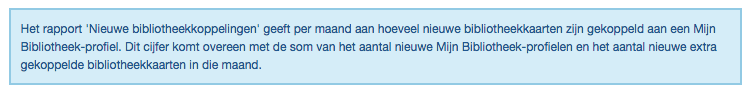 Het rapport 'Nieuwe bibliotheekkoppelingen' geeft per maand aan hoeveel nieuwe bibliotheekkaarten zijn gekoppeld aan een Mijn
Bibliotheek-profiel. Dit cijfer komt overeen met de som van het aantal nieuwe Mijn Bibliotheek-profielen en het aantal nieuwe extra
gekoppelde bibliotheekkaarten in die maand.